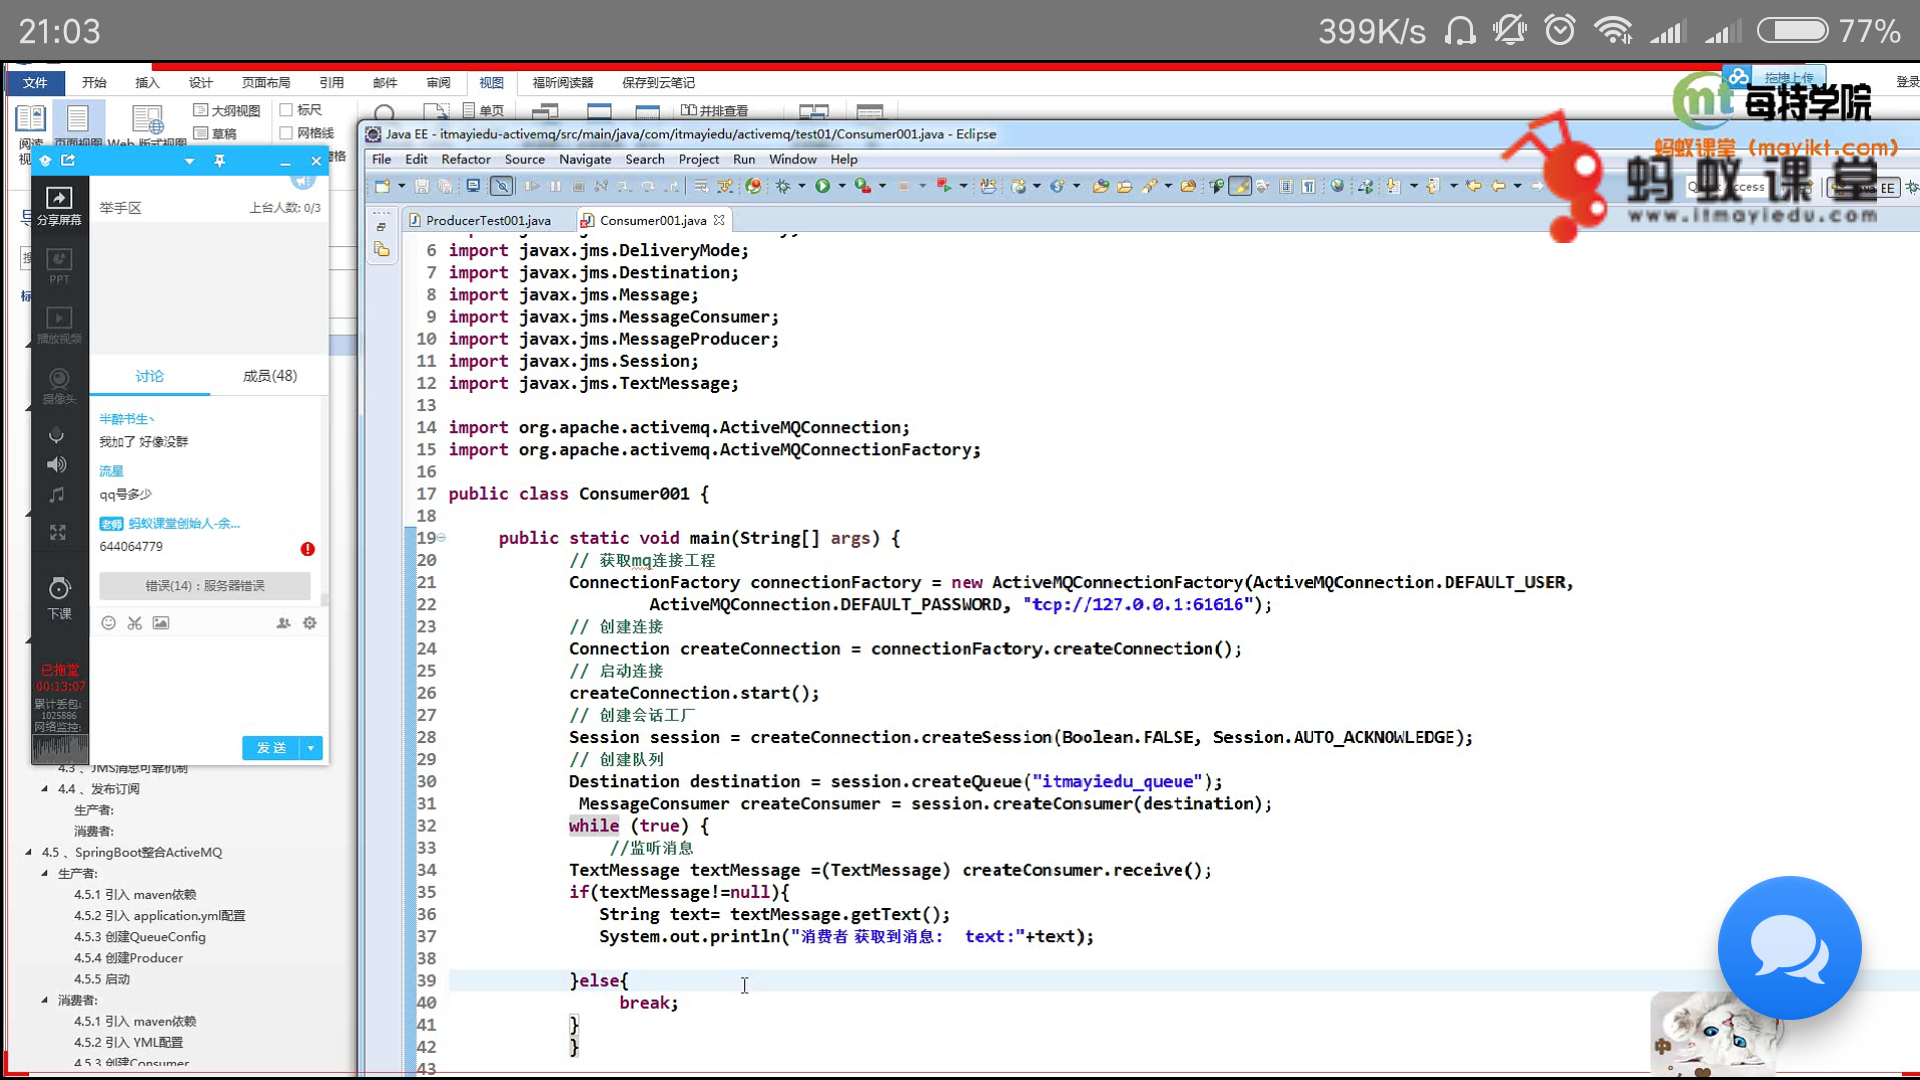 21:03
399K/s
77%
文件 开始 插入 设计 页面布局 引用 邮件 审阅 视图 福昕阅读器 保存到云笔记
拖拽上传
登录
大纲视图
标尺
单页
并排查看
草稿
网格线
每特学院
蚂蚁课堂（mayikt.com）
蚂蚁课堂
www.itmayiedu.com
Java EE - itmayiedu-activemq/src/main/java/com/itmayiedu/activemq/test01/Consumer001.java - Eclipse
File Edit Refactor Source Navigate Search Project Run Window Help
ProducerTest001.java
Consumer001.java
分享屏幕
举手区
上台人数: 0/3
PPT
播放视频
摄像头
讨论
成员(48)
半醉书生丶
我加了 好像没群
流星
qq号多少
老师 蚂蚁课堂创始人-余...
644064779
错误(14)：服务器错误
下课
已拖堂
00:13:07
累计丢包:
1025886
网络监控:
发送
4.3 、JMS消息可靠机制
4.4 、发布订阅
生产者:
消费者:
4.5 、SpringBoot整合ActiveMQ
生产者:
4.5.1 引入 maven依赖
4.5.2 引入 application.yml配置
4.5.3 创建QueueConfig
4.5.4 创建Producer
4.5.5 启动
消费者:
4.5.1 引入 maven依赖
4.5.2 引入 YML配置
4.5.3 创建Consumer
6 import javax.jms.DeliveryMode;
7 import javax.jms.Destination;
8 import javax.jms.Message;
9 import javax.jms.MessageConsumer;
10 import javax.jms.MessageProducer;
11 import javax.jms.Session;
12 import javax.jms.TextMessage;
13
14 import org.apache.activemq.ActiveMQConnection;
15 import org.apache.activemq.ActiveMQConnectionFactory;
16
17 public class Consumer001 {
18
19 public static void main(String[] args) {
20 // 获取mq连接工程
21 ConnectionFactory connectionFactory = new ActiveMQConnectionFactory(ActiveMQConnection.DEFAULT_USER,
22 ActiveMQConnection.DEFAULT_PASSWORD, "tcp://127.0.0.1:61616");
23 // 创建连接
24 Connection createConnection = connectionFactory.createConnection();
25 // 启动连接
26 createConnection.start();
27 // 创建会话工厂
28 Session session = createConnection.createSession(Boolean.FALSE, Session.AUTO_ACKNOWLEDGE);
29 // 创建队列
30 Destination destination = session.createQueue("itmayiedu_queue");
31 MessageConsumer createConsumer = session.createConsumer(destination);
32 while (true) {
33 //监听消息
34 TextMessage textMessage =(TextMessage) createConsumer.receive();
35 if(textMessage!=null){
36 String text= textMessage.getText();
37 System.out.println("消费者 获取到消息: text:"+text);
38
39 }else{
40 break;
41 }
42 }
43